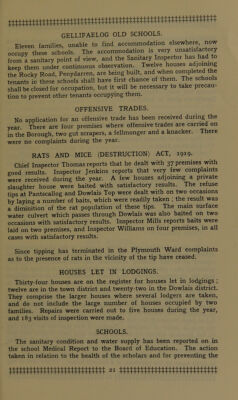 GELLIFAELOG OLD SCHOOLS.
Eleven families, unable to find accommodation elsewhere, now
occupy these schools. The accommodation is very unsatisfactory
from a sanitary point of view, and the Sanitary Inspector has had to
keep them under continuous observation. Twelve houses adjoining
the Rocky Road, Penydarren, are being built, and when completed the
tenants in these schools shall have first chance of them. The schools
shall be closed for occupation, but it will be necessary to take precau-
tion to prevent other tenants occupying them.
OFFENSIVE TRADES.
No application for an offensive trade has been received during the
year. There are four premises where offensive trades are carried on
in the Borough, two gut scrapers, a fellmonger and a knacker. There
were no complaints during the year.
RATS AND MICE (DESTRUCTION) ACT, 1919.
Chief Inspector Thomas reports that he dealt with 37 premises with
good results. Inspector Jenkins reports that very few complaints
were received during the year. A few houses adjoining a private
slaughter house were baited with satisfactory results. The refuse
tips at Pantscallog and Dowlais Top were dealt with on two occasions
by laying a number of baits, which were readily taken; the result was
a diminution of the rat population of these tips. The main surface
water culvert which passes through Dowlais was also baited on two
occasions with satisfactory results. Inspector Mills reports baits were
laid on two premises, and Inspector Williams on four premises, in all
cases with satisfactory results.
Since tipping has terminated in the Plymouth Ward complaints
as to the presence of rats in the vicinity of the tip have ceased.
HOUSES LET IN LODGINGS.
Thirty-four houses are on the register for houses let in lodgings;
twelve are in the town district and twenty-two in the Dowlais district.
They comprise the larger houses where several lodgers are taken,
and do not include the large number of houses occupied by two
families. Repairs were carried out to five houses during the year,
and 183 visits of inspection were made.
SCHOOLS.
The sanitary condition and water supply has been reported on in
the school Medical Report to the Board of Education. The action
taken in relation to the health of the scholars and for preventing the
21